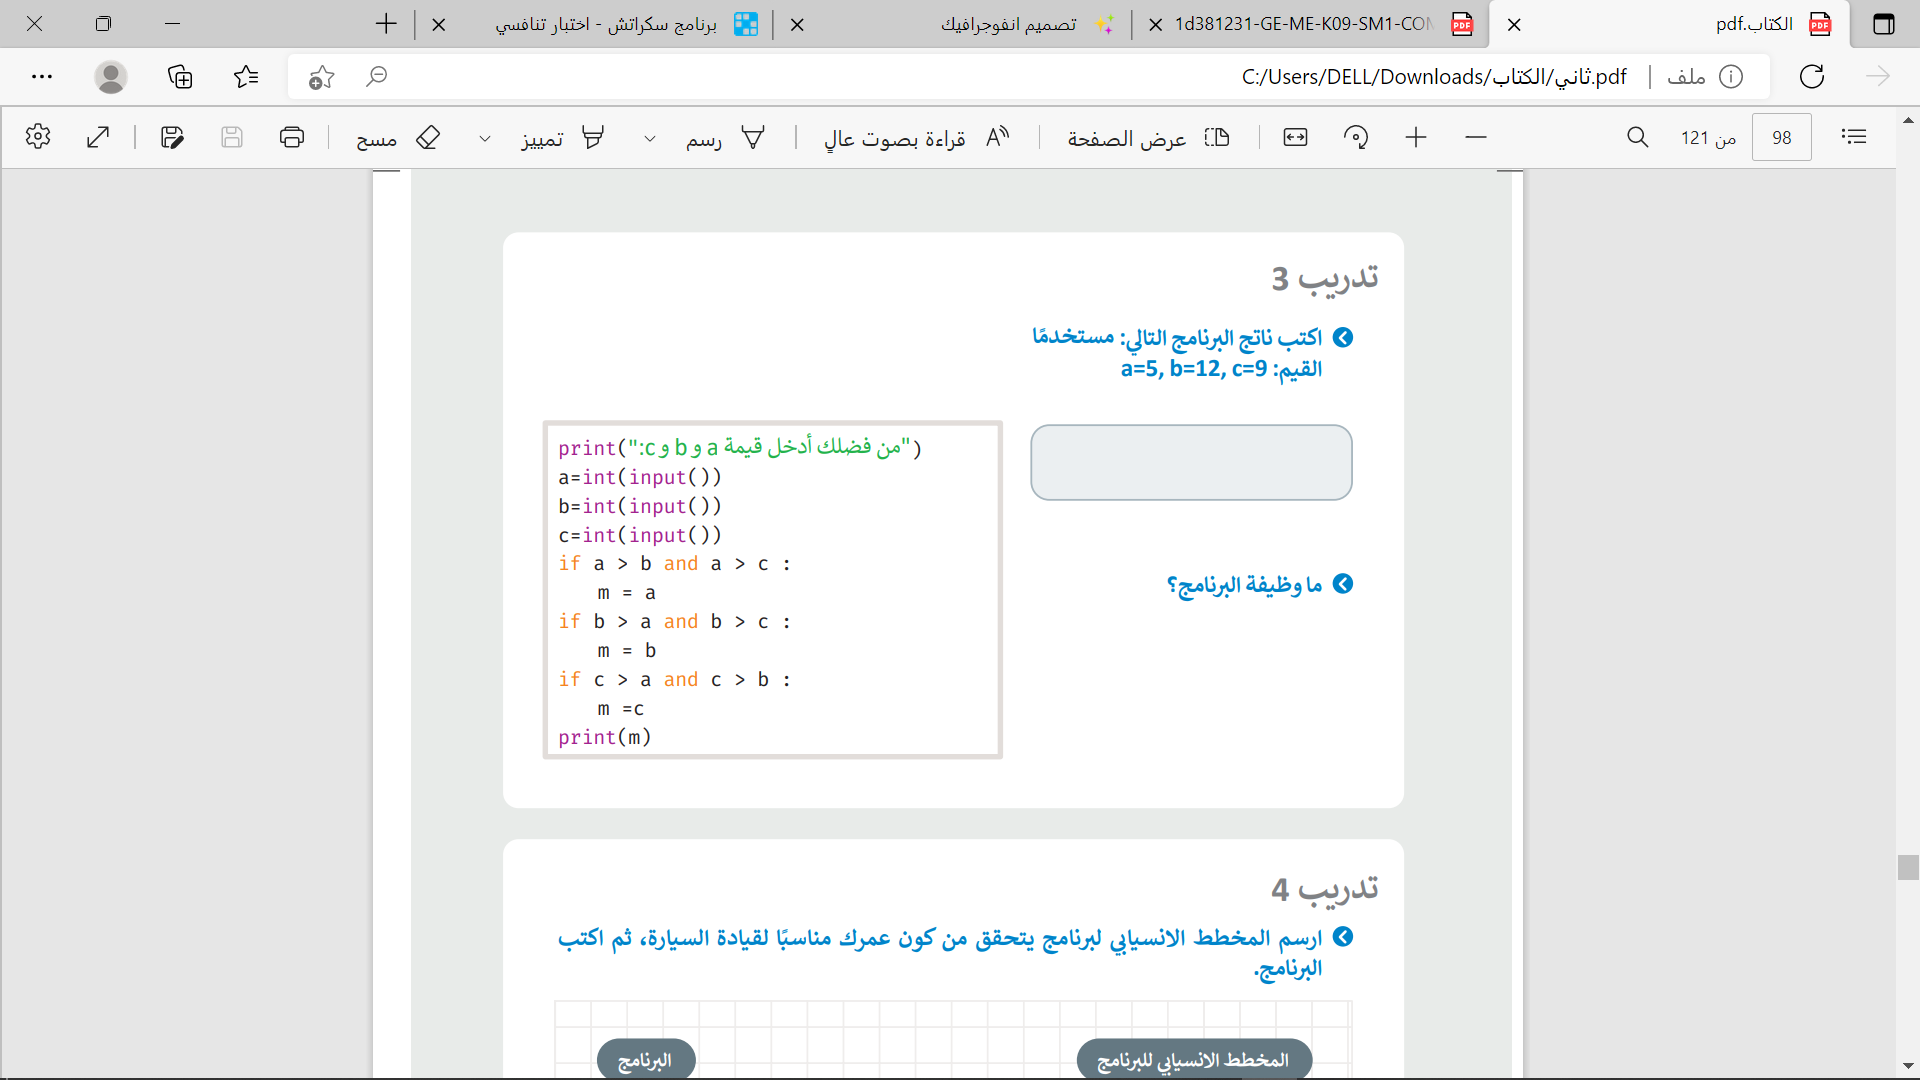 الكتاب.pdf
1d381231-GE-ME-K09-SM1-CON
تصميم انفوجرافيك
برنامج سكراتش - اختبار تنافسي
ملف
C:/Users/DELL/Downloads/الكتاب/ثاني.pdf
98
من 121
عرض الصفحة
قراءة بصوت عالٍ
رسم
تمييز
مسح
تدريب 3
اكتب ناتج البرنامج التالي: مستخدمًا
القيم: a=5, b=12, c=9
print("من فضلك أدخل قيمة a و b و c:")
a=int(input())
b=int(input())
c=int(input())
if a > b and a > c :
m = a
if b > a and b > c :
m = b
if c > a and c > b :
m =c
print(m)
ما وظيفة البرنامج؟
تدريب 4
ارسم المخطط الانسيابي لبرنامج يتحقق من كون عمرك مناسبًا لقيادة السيارة، ثم اكتب
البرنامج.
المخطط الانسيابي للبرنامج
البرنامج